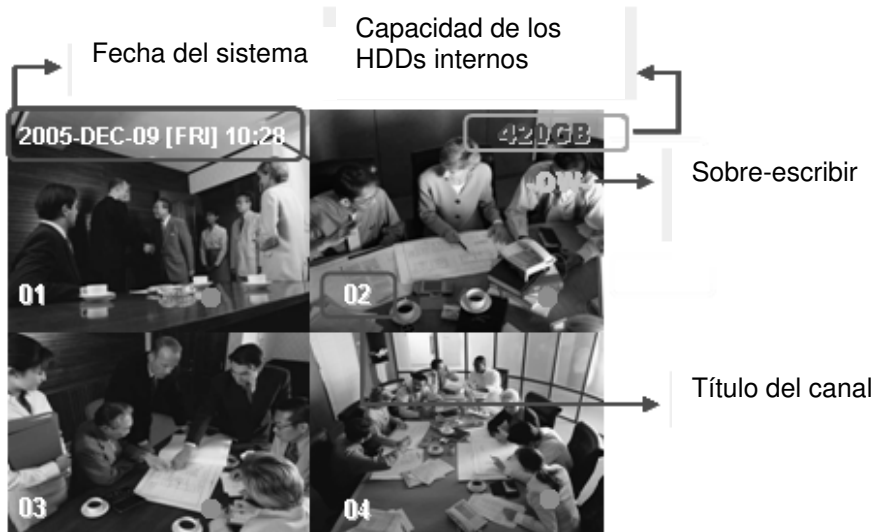 Fecha del sistema
Capacidad de los
HDDs internos
2005-DEC-09 [FRI] 10:28
420GB
OW
Sobre-escribir
01
02
Título del canal
03
04